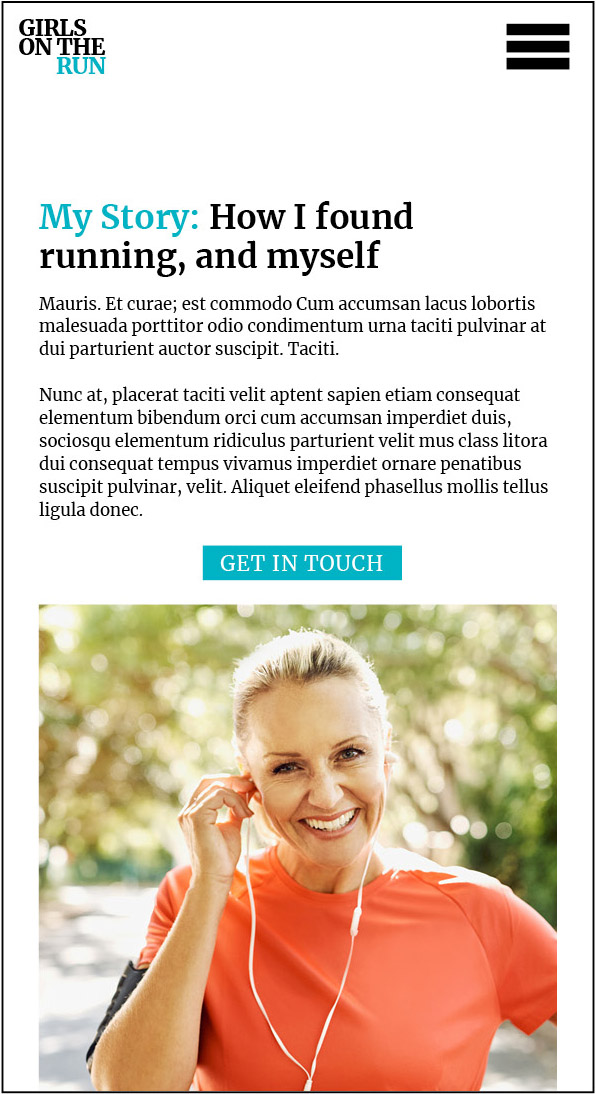 GIRLS
ON THE
RUN
My Story: How I found
running, and myself
Mauris. Et curae; est commodo Cum accumsan lacus lobortis
malesuada porttitor odio condimentum urna taciti pulvinar at
dui parturient auctor suscipit. Taciti.
Nunc at, placerat taciti velit aptent sapien etiam consequat
elementum bibendum orci cum accumsan imperdiet duis,
sociosqu elementum ridiculus parturient velit mus class litora
dui consequat tempus vivamus imperdiet ornare penatibus
suscipit pulvinar, velit. Aliquet eleifend phasellus mollis tellus
ligula donec.
GET IN TOUCH